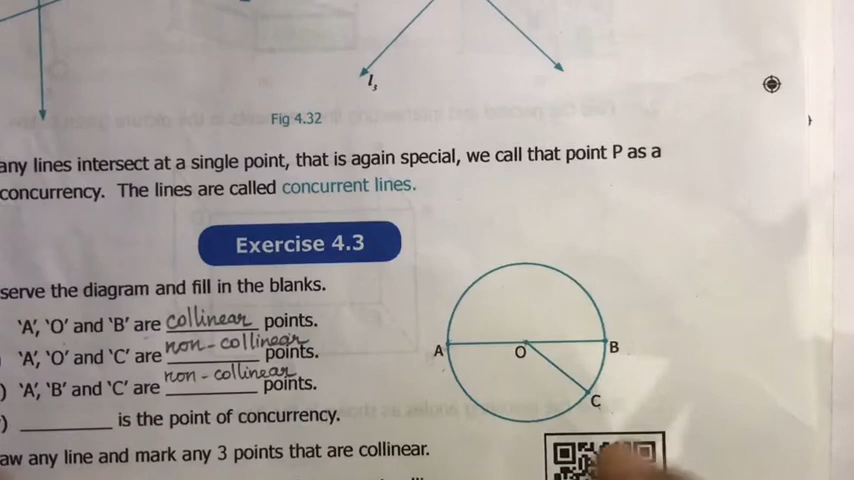 l₅
Fig 4.32
any lines intersect at a single point, that is again special, we call that point P as a
concurrency. The lines are called concurrent lines.
Exercise 4.3
serve the diagram and fill in the blanks.
'A', 'O' and 'B' are collinear points.
'A', 'O' and 'C' are non-collinear points.
) 'A', 'B' and 'C' are non-collinear points.
) __________ is the point of concurrency.
aw any line and mark any 3 points that are collinear.
A
O
B
C